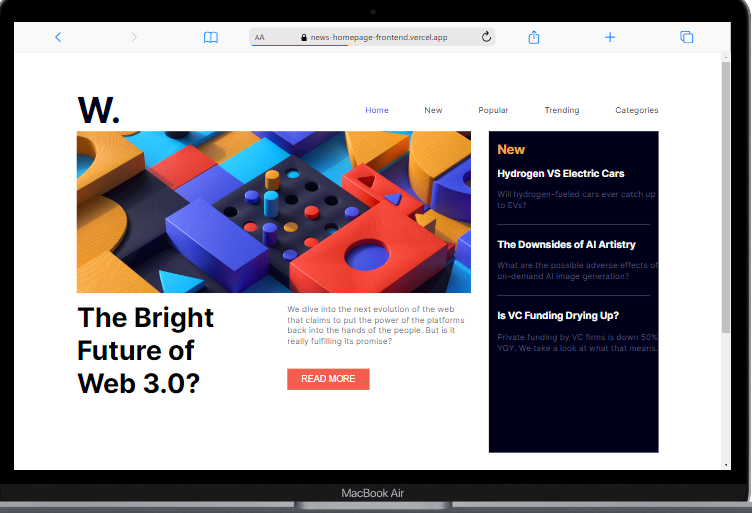 AA news-homepage-frontend.vercel.app
W.
Home New Popular Trending Categories
The Bright
Future of
Web 3.0?
We dive into the next evolution of the web
that claims to put the power of the platforms
back into the hands of the people. But is it
really fulfilling its promise?
READ MORE
New
Hydrogen VS Electric Cars
Will hydrogen-fueled cars ever catch up
to EVs?
The Downsides of AI Artistry
What are the possible adverse effects of
on-demand AI image generation?
Is VC Funding Drying Up?
Private funding by VC firms is down 50%
YOY. We take a look at what that means.
MacBook Air